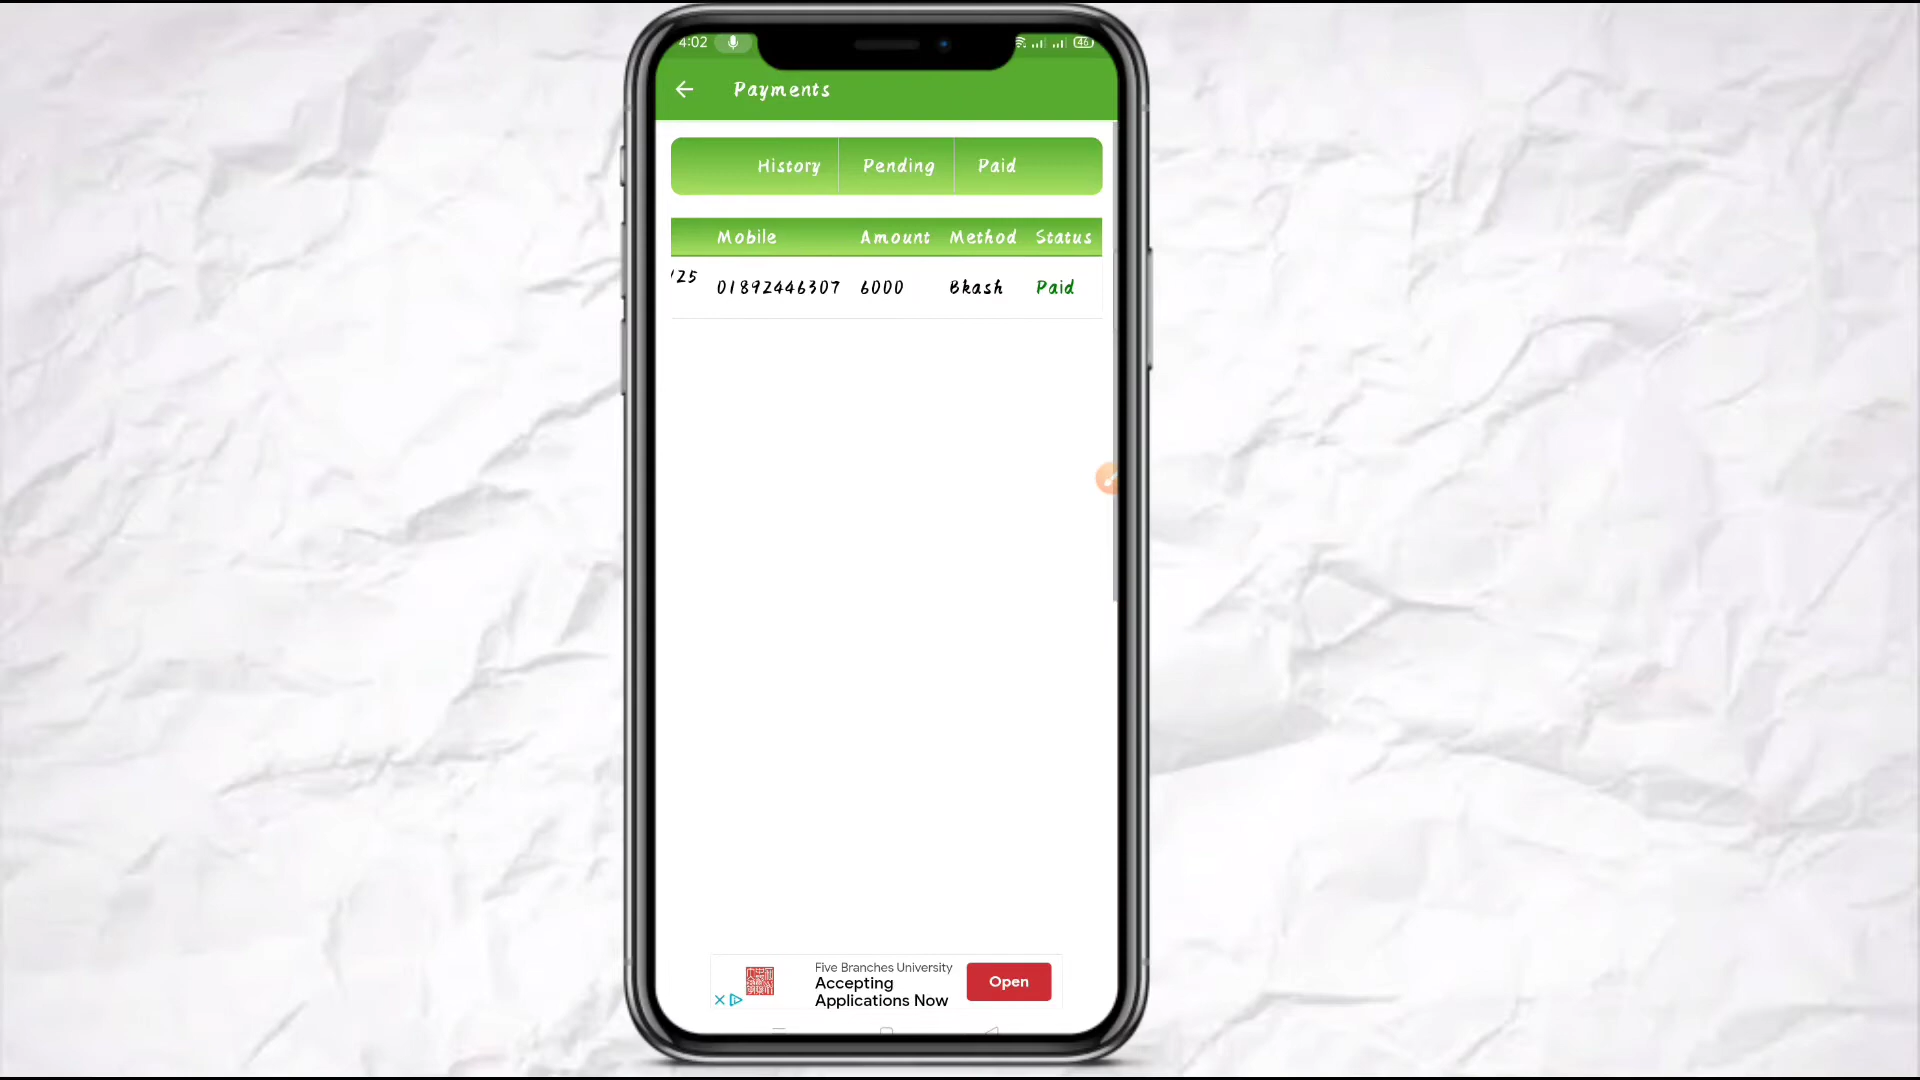 4:02
46
Payments
History Pending Paid
Mobile Amount Method Status
/25 01892446307 6000 Bkash Paid
Five Branches University
Accepting
Applications Now
Open